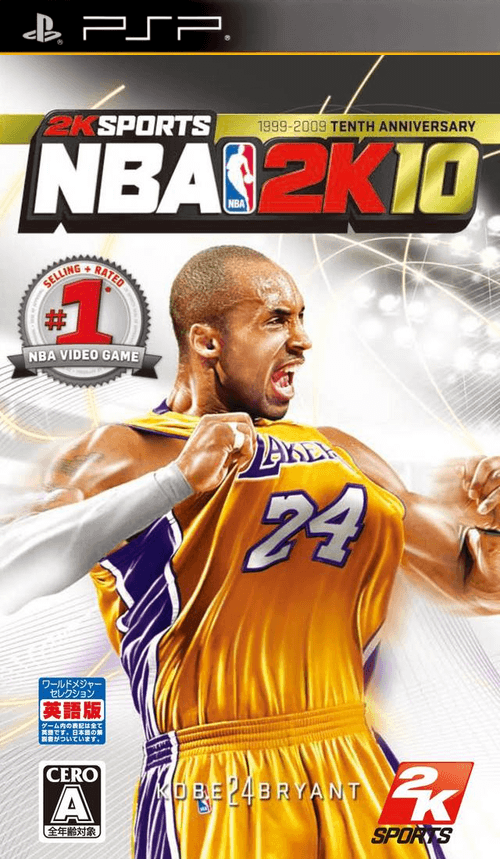 PSP
2K SPORTS
1999-2009 TENTH ANNIVERSARY
NBA 2K10
NBA
SELLING + RATED
#1
NBA VIDEO GAME
LAKER
24
ワールドメジャー
セレクション
英語版
ゲーム内の表記は全て
英語です。日本語の解
説書がついています。
CERO
A
全年齢対象
KOBE 24 BRYANT
2K
SPORTS